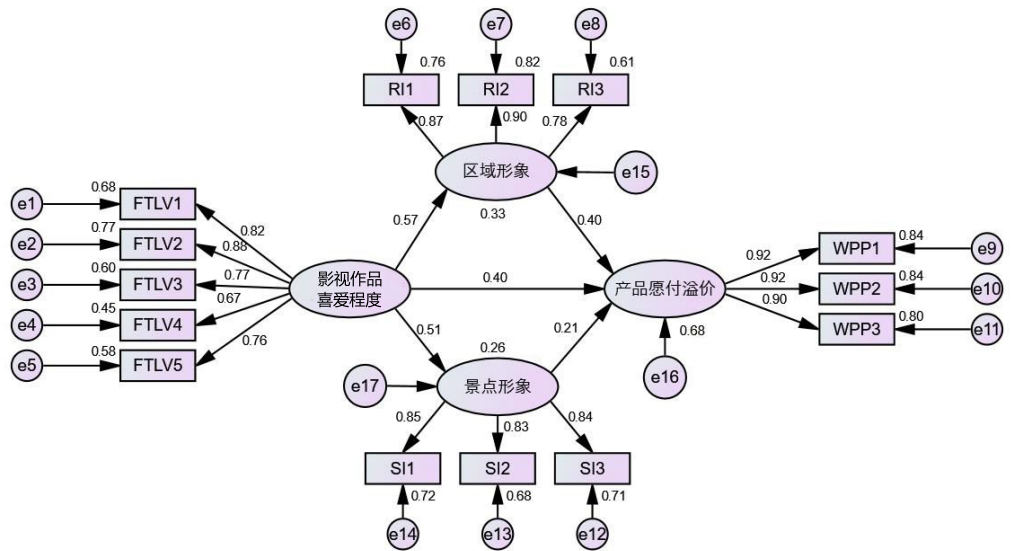 e6
e7
e8
0.76
0.82
0.61
RI1
RI2
RI3
0.87
0.90
0.78
区域形象
e15
0.33
e1
0.68
FTLV1
e2
0.77
FTLV2
e3
0.60
FTLV3
e4
0.45
FTLV4
e5
0.58
FTLV5
0.82
0.88
0.77
0.67
0.76
影视作品
喜爱程度
0.57
0.40
0.40
0.51
0.21
产品愿付溢价
0.68
e16
0.92
0.92
0.90
WPP1
0.84
e9
WPP2
0.84
e10
WPP3
0.80
e11
0.26
e17
景点形象
0.85
0.83
0.84
SI1
SI2
SI3
0.72
0.68
0.71
e14
e13
e12